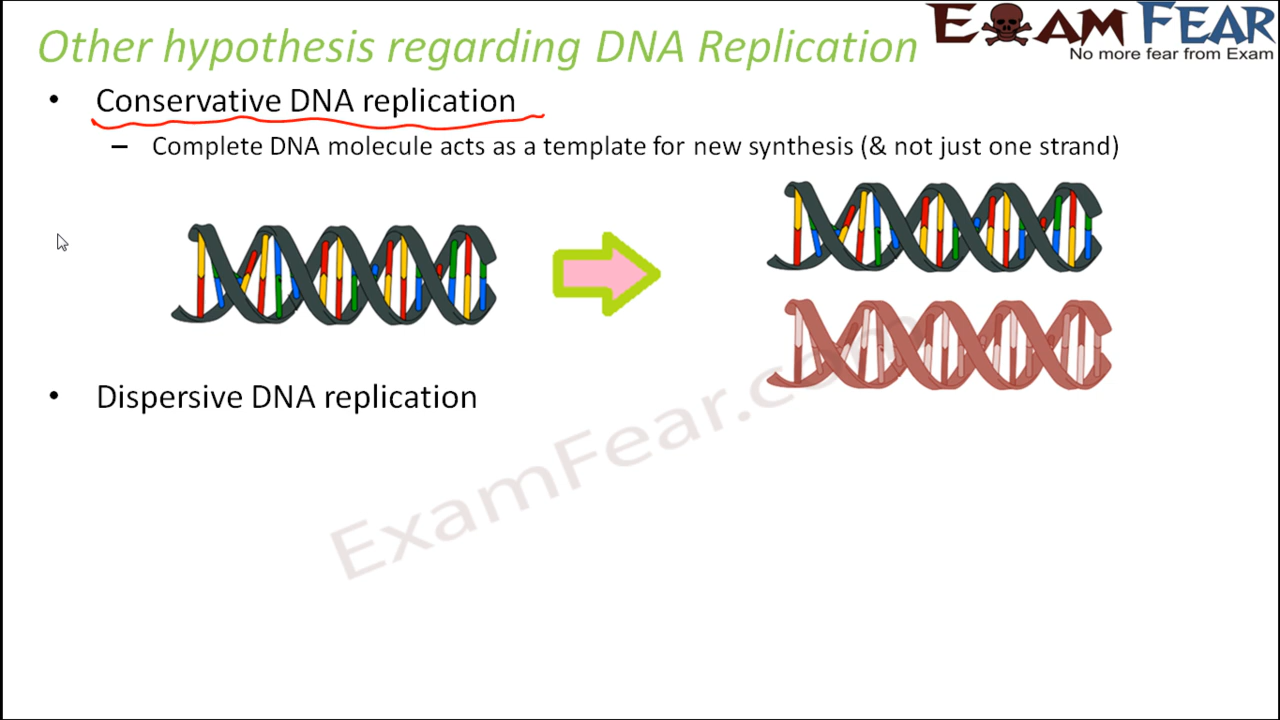 Other hypothesis regarding DNA Replication
EXAM FEAR
No more fear from Exam
• Conservative DNA replication
– Complete DNA molecule acts as a template for new synthesis (& not just one strand)
• Dispersive DNA replication
ExamFear.com